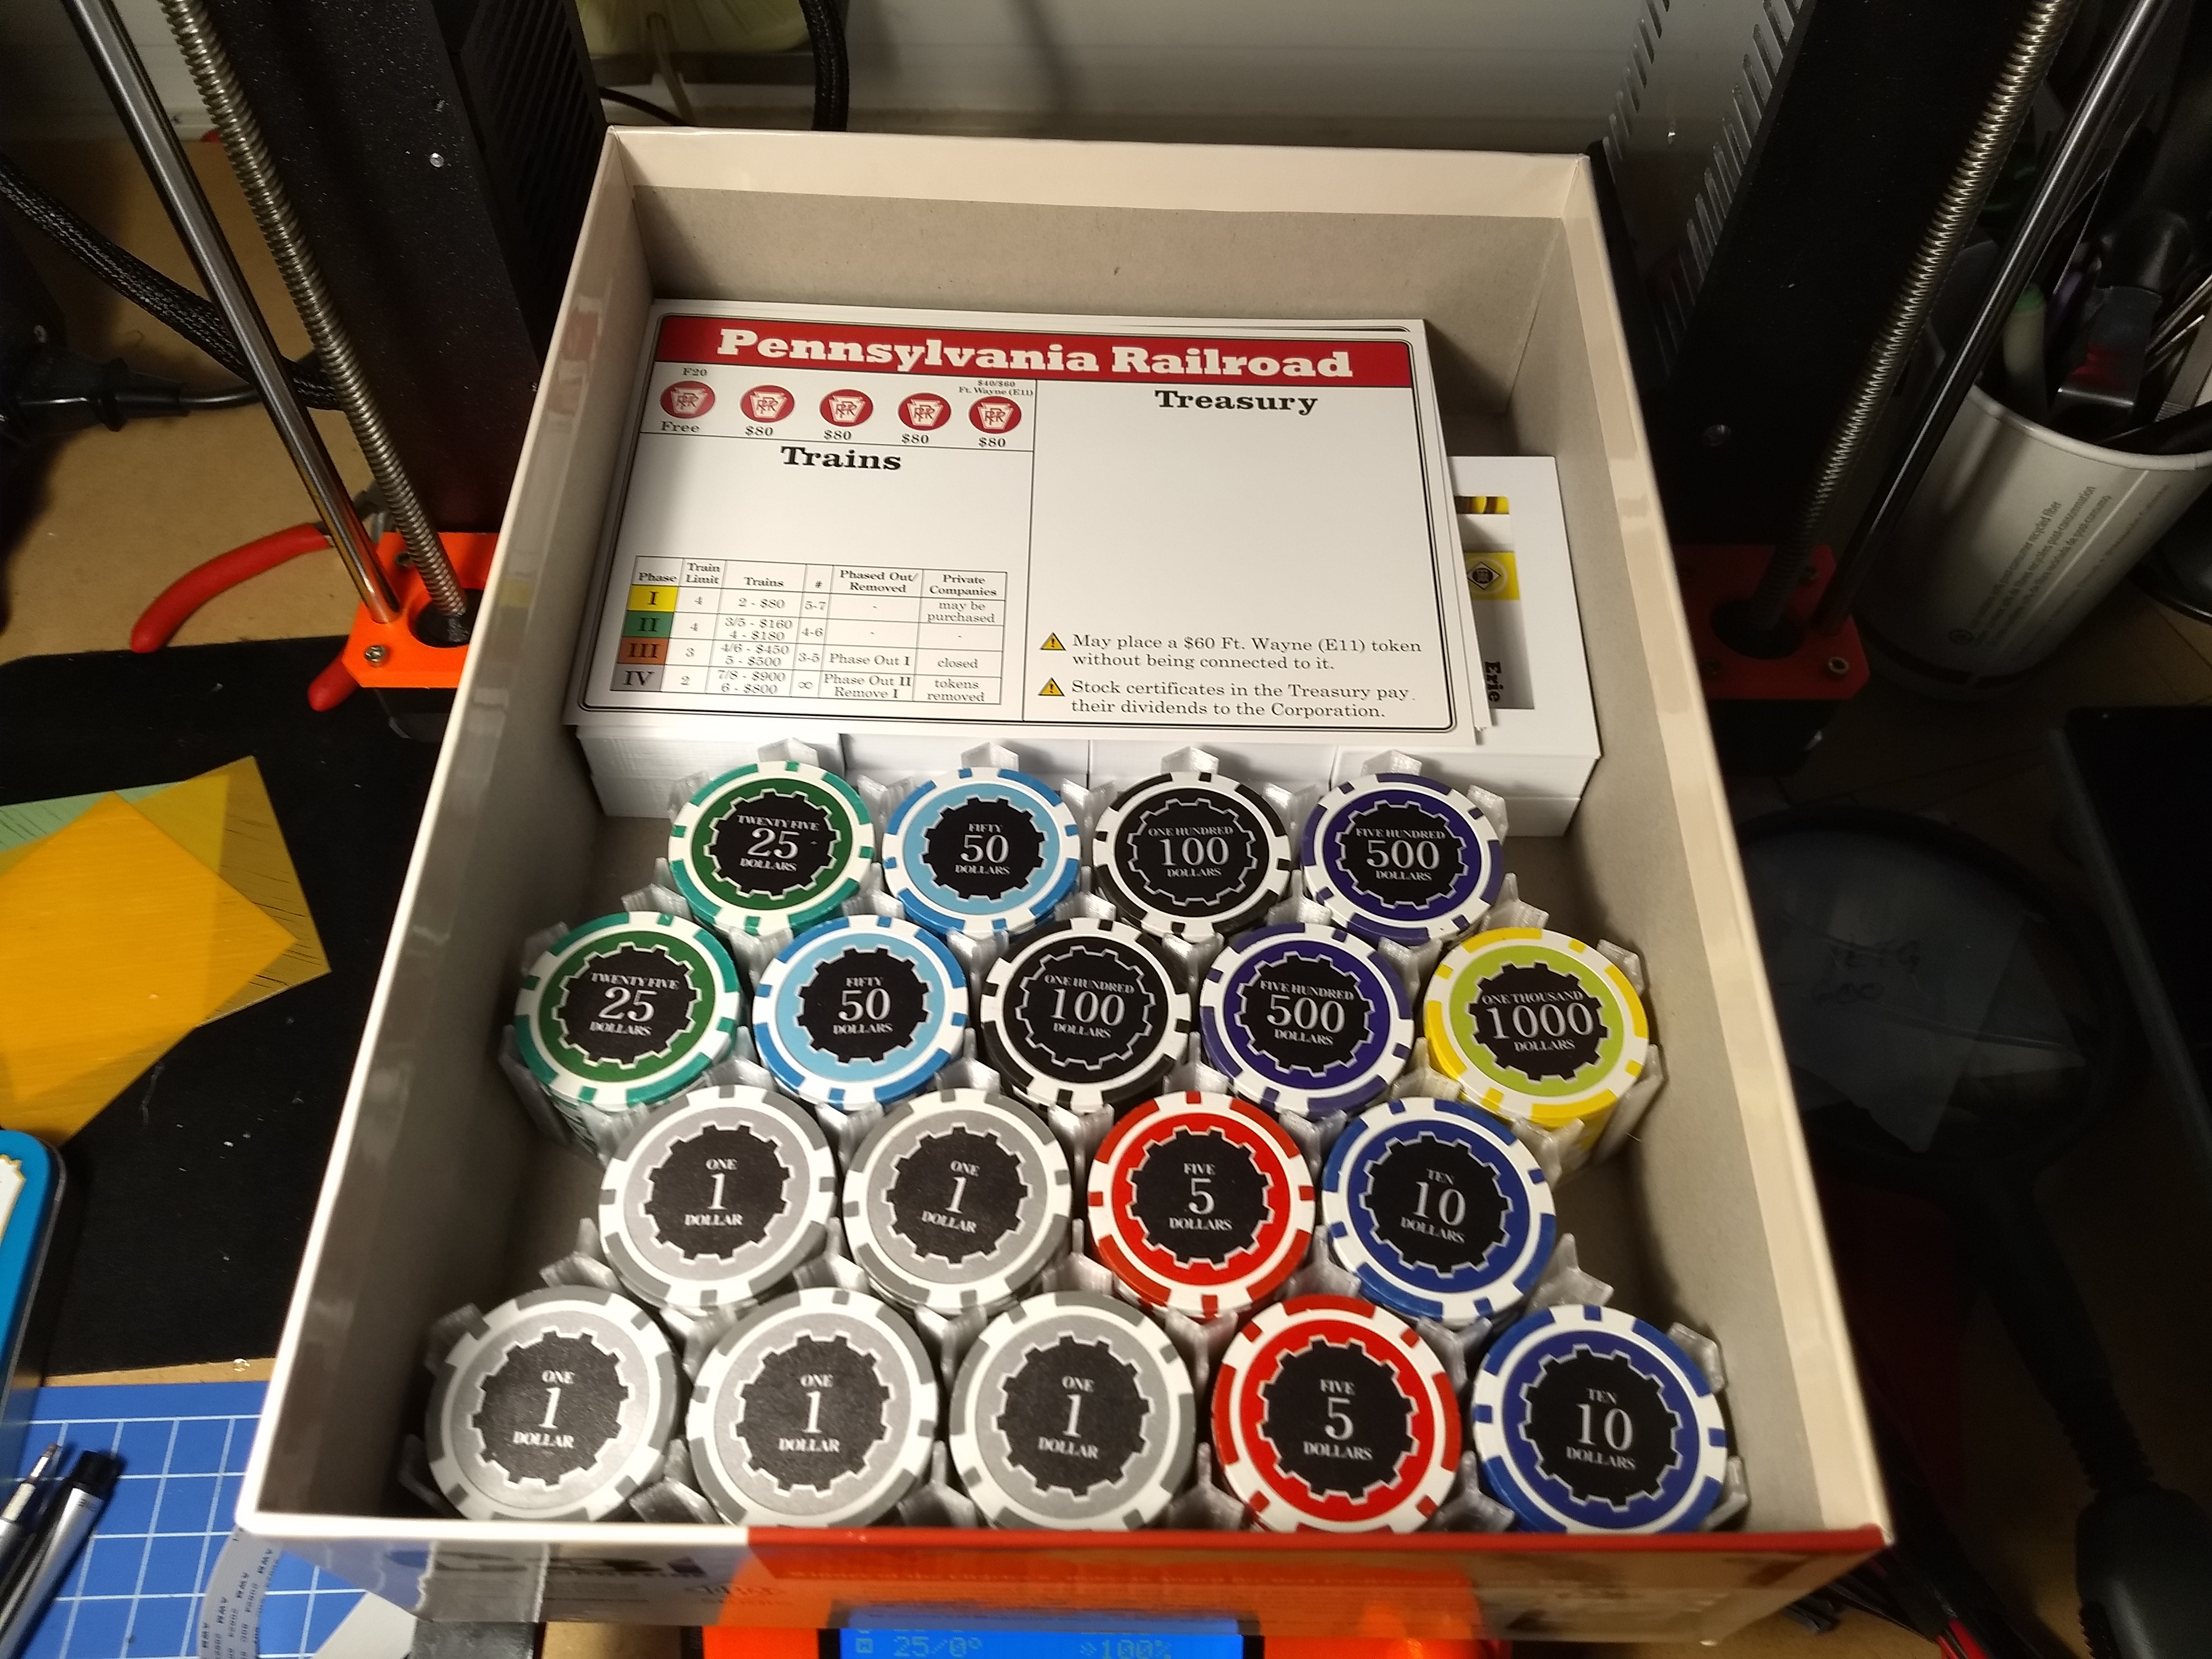 Pennsylvania Railroad
F20
$40/$60
Ft. Wayne (E11)
Free
$80
$80
$80
$80
Treasury
Trains
Phase Train Limit Trains # Phased Out/ Removed Private Companies
I 4 2 - $80 5-7 - may be purchased
II 4 3/5 - $160 4 - $180 4-6 - -
III 3 4/6 - $450 5 - $500 3-5 Phase Out I closed
IV 2 7/8 - $900 6 - $800 ∞ Phase Out II Remove I tokens removed
May place a $60 Ft. Wayne (E11) token
without being connected to it.
Stock certificates in the Treasury pay
their dividends to the Corporation.
Erie
TWENTY FIVE
25
DOLLARS
FIFTY
50
DOLLARS
ONE HUNDRED
100
DOLLARS
FIVE HUNDRED
500
DOLLARS
TWENTY FIVE
25
DOLLARS
FIFTY
50
DOLLARS
ONE HUNDRED
100
DOLLARS
FIVE HUNDRED
500
DOLLARS
ONE THOUSAND
1000
DOLLARS
ONE
1
DOLLAR
ONE
1
DOLLAR
FIVE
5
DOLLARS
TEN
10
DOLLARS
ONE
1
DOLLAR
ONE
1
DOLLAR
ONE
1
DOLLAR
FIVE
5
DOLLARS
TEN
10
DOLLARS
25/0°
100%